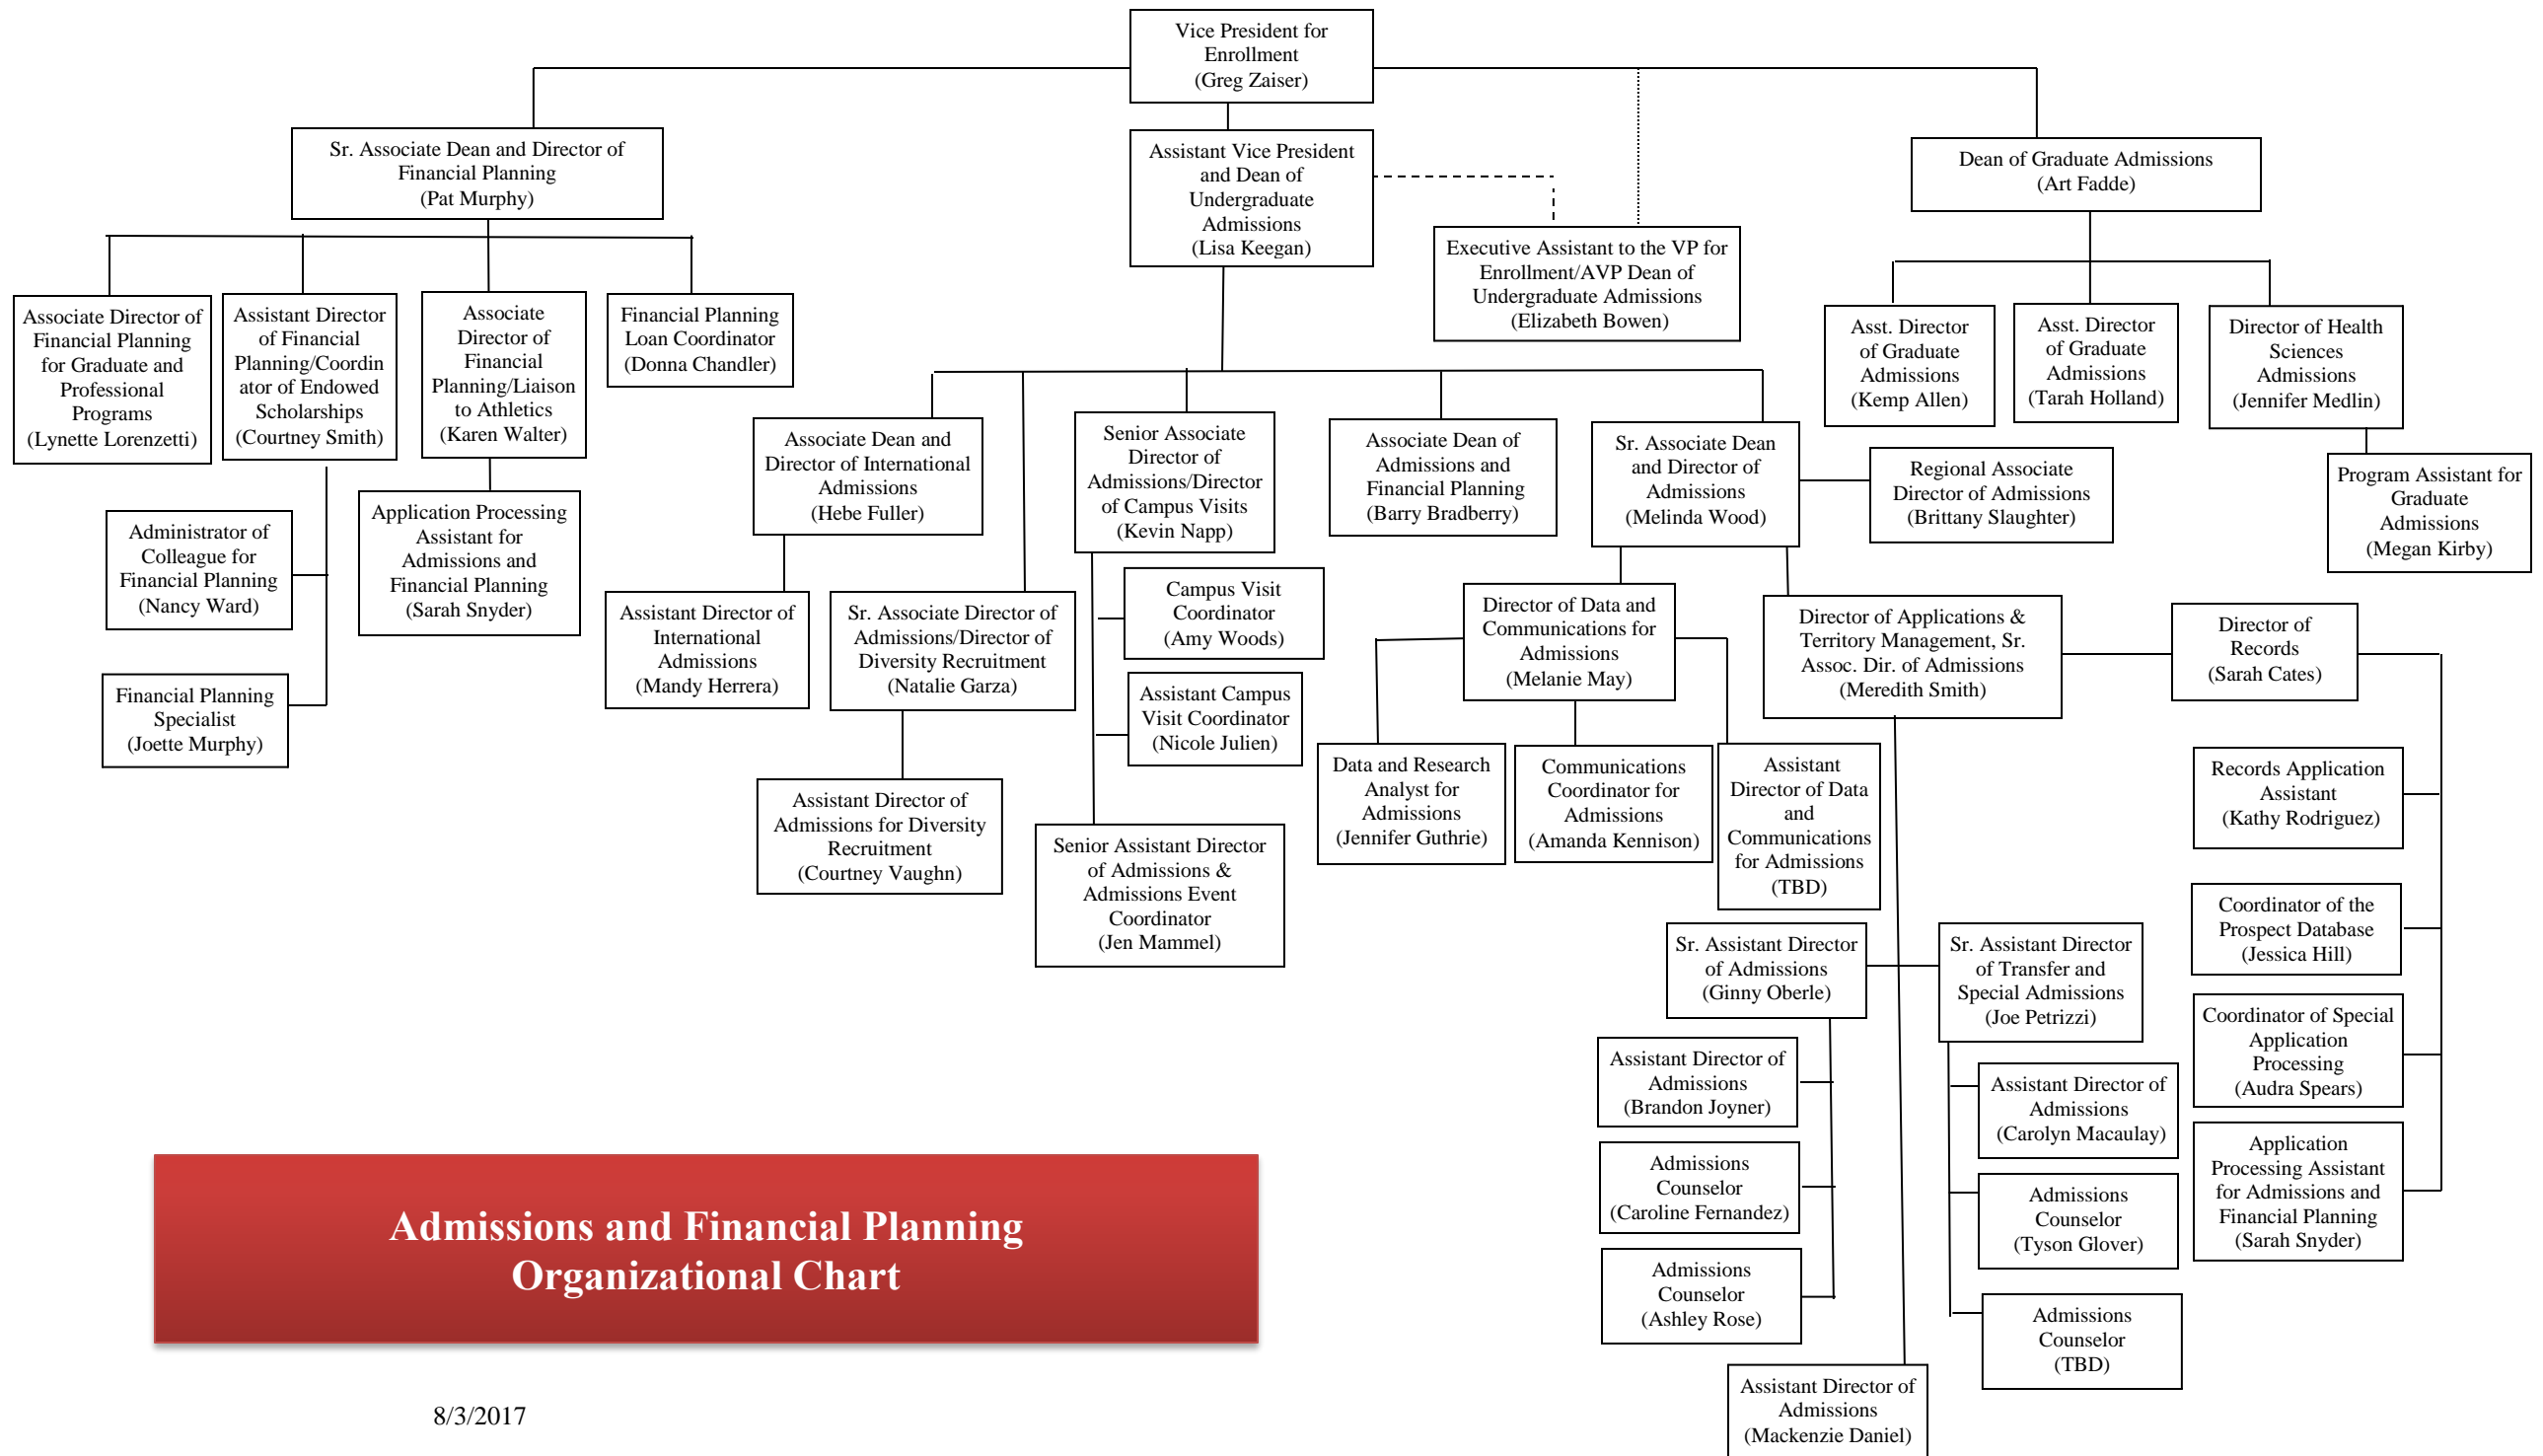 Vice President for
Enrollment
(Greg Zaiser)
Sr. Associate Dean and Director of
Financial Planning
(Pat Murphy)
Assistant Vice President
and Dean of
Undergraduate
Admissions
(Lisa Keegan)
Executive Assistant to the VP for
Enrollment/AVP Dean of
Undergraduate Admissions
(Elizabeth Bowen)
Dean of Graduate Admissions
(Art Fadde)
Associate Director of
Financial Planning
for Graduate and
Professional
Programs
(Lynette Lorenzetti)
Assistant Director
of Financial
Planning/Coordin
ator of Endowed
Scholarships
(Courtney Smith)
Associate
Director of
Financial
Planning/Liaison
to Athletics
(Karen Walter)
Financial Planning
Loan Coordinator
(Donna Chandler)
Asst. Director
of Graduate
Admissions
(Kemp Allen)
Asst. Director
of Graduate
Admissions
(Tarah Holland)
Director of Health
Sciences
Admissions
(Jennifer Medlin)
Program Assistant for
Graduate
Admissions
(Megan Kirby)
Administrator of
Colleague for
Financial Planning
(Nancy Ward)
Application Processing
Assistant for
Admissions and
Financial Planning
(Sarah Snyder)
Financial Planning
Specialist
(Joette Murphy)
Associate Dean and
Director of International
Admissions
(Hebe Fuller)
Senior Associate
Director of
Admissions/Director
of Campus Visits
(Kevin Napp)
Associate Dean of
Admissions and
Financial Planning
(Barry Bradberry)
Sr. Associate Dean
and Director of
Admissions
(Melinda Wood)
Regional Associate
Director of Admissions
(Brittany Slaughter)
Assistant Director of
International
Admissions
(Mandy Herrera)
Sr. Associate Director of
Admissions/Director of
Diversity Recruitment
(Natalie Garza)
Campus Visit
Coordinator
(Amy Woods)
Assistant Campus
Visit Coordinator
(Nicole Julien)
Director of Data and
Communications for
Admissions
(Melanie May)
Director of Applications &
Territory Management, Sr.
Assoc. Dir. of Admissions
(Meredith Smith)
Director of
Records
(Sarah Cates)
Assistant Director of
Admissions for Diversity
Recruitment
(Courtney Vaughn)
Senior Assistant Director
of Admissions &
Admissions Event
Coordinator
(Jen Mammel)
Data and Research
Analyst for
Admissions
(Jennifer Guthrie)
Communications
Coordinator for
Admissions
(Amanda Kennison)
Assistant
Director of Data
and
Communications
for Admissions
(TBD)
Records Application
Assistant
(Kathy Rodriguez)
Coordinator of the
Prospect Database
(Jessica Hill)
Coordinator of Special
Application
Processing
(Audra Spears)
Application
Processing Assistant
for Admissions and
Financial Planning
(Sarah Snyder)
Sr. Assistant Director
of Admissions
(Ginny Oberle)
Sr. Assistant Director
of Transfer and
Special Admissions
(Joe Petrizzi)
Assistant Director of
Admissions
(Brandon Joyner)
Admissions
Counselor
(Caroline Fernandez)
Admissions
Counselor
(Ashley Rose)
Assistant Director of
Admissions
(Carolyn Macaulay)
Admissions
Counselor
(Tyson Glover)
Admissions
Counselor
(TBD)
Assistant Director of
Admissions
(Mackenzie Daniel)
Admissions and Financial Planning
Organizational Chart
8/3/2017